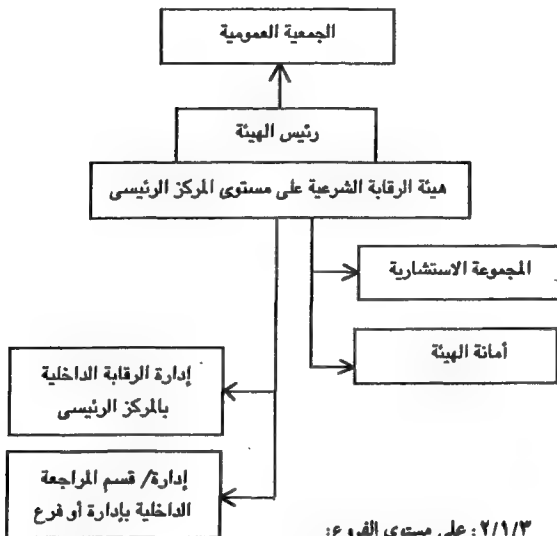 الجمعية العمومية
رئيس الهيئة
هيئة الرقابة الشرعية على مستوى المركز الرئيسى
المجموعة الاستشارية
أمانة الهيئة
إدارة الرقابة الداخلية
بالمركز الرئيسى
إدارة/ قسم المراجعة
الداخلية بإدارة أو فرع
٢/١/٣ : على مستوى الفروع: